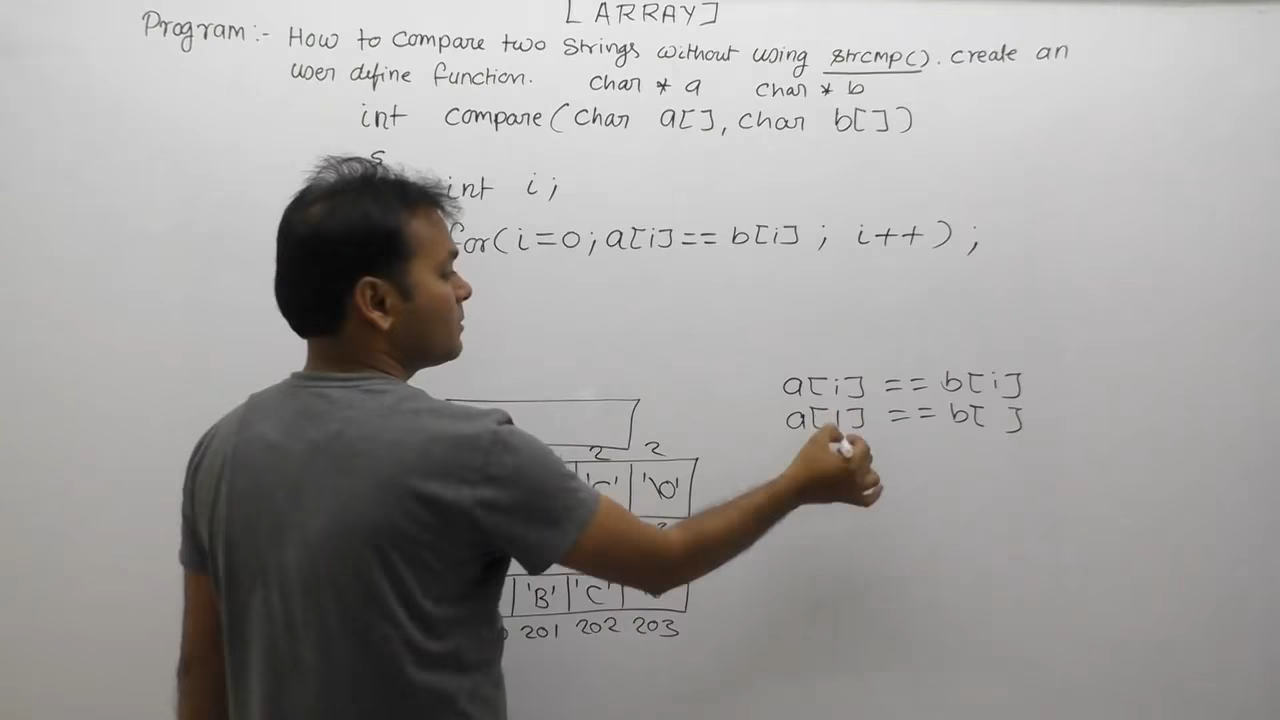 [ARRAY]
Program:- How to compare two strings without using strcmp(). create an
user define function. char * a char * b
int compare(char a[], char b[])
int i;
for(i=0; a[i]== b[i] ; i++) ;
a[i] == b[i]
a[i] == b[ ]
2 2
'C' '\0'
'B' 'C'
201 202 203